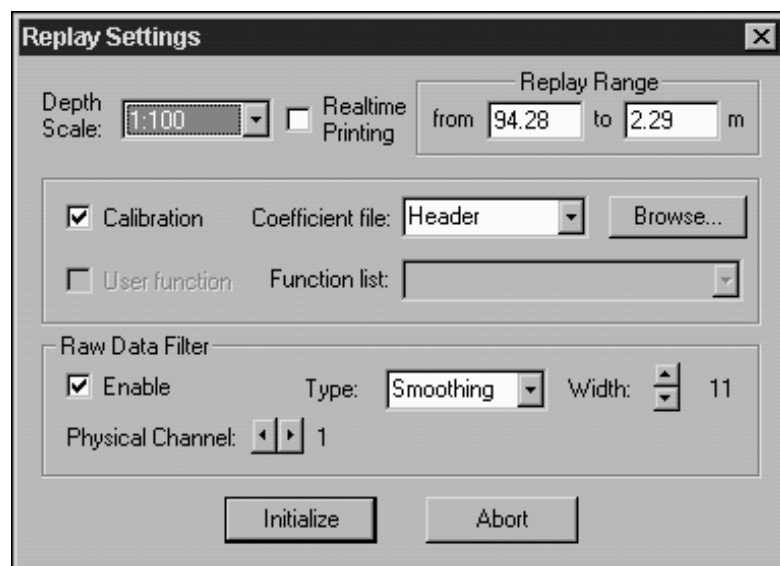 Replay Settings
Depth Scale: 1:100
Realtime Printing
Replay Range
from 94.28 to 2.29 m
Calibration Coefficient file: Header Browse...
User function Function list:
Raw Data Filter
Enable Type: Smoothing Width: 11
Physical Channel: 1
Initialize Abort